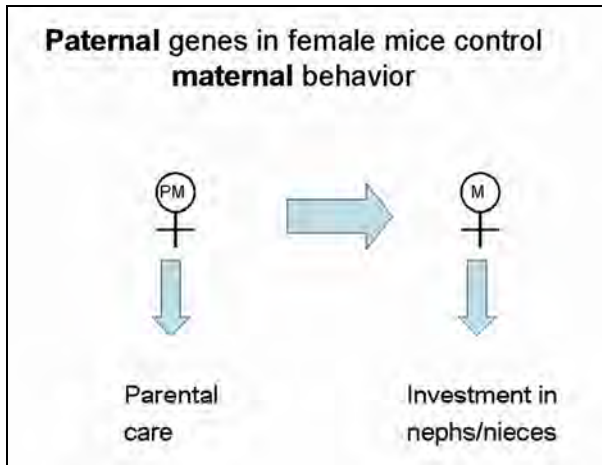 Paternal genes in female mice control
maternal behavior
PM
M
Parental
care
Investment in
nephs/nieces